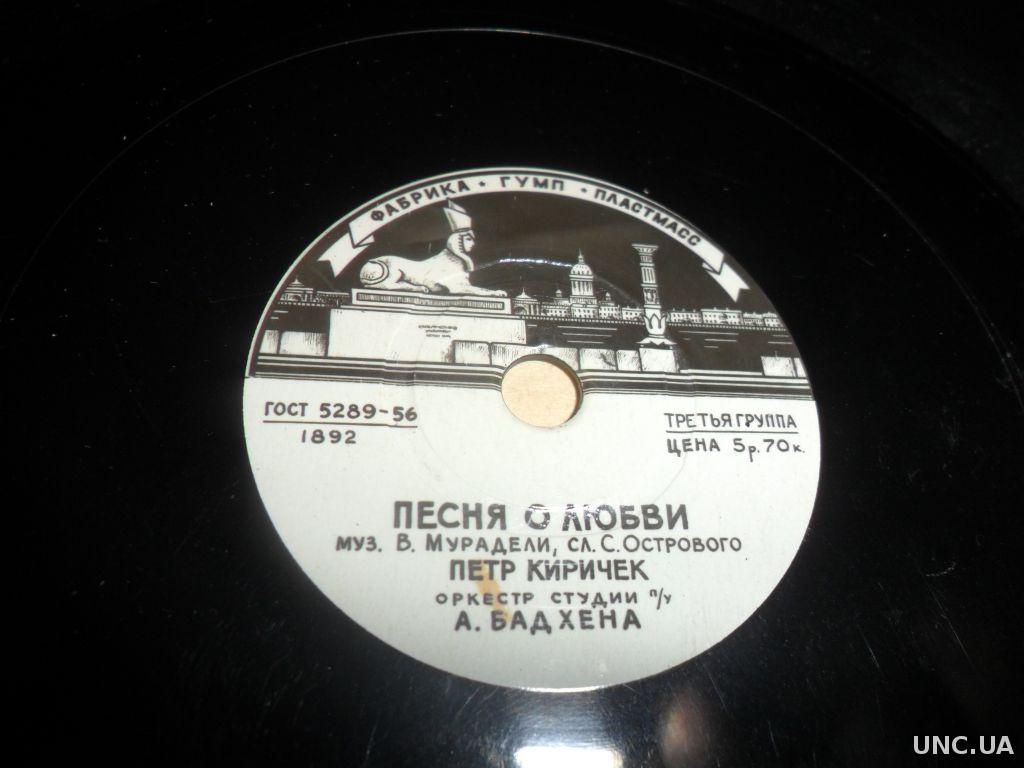 ФАБРИКА • ГУМП • ПЛАСТМАСС
ГОСТ 5289-56
1892
ТРЕТЬЯ ГРУППА
ЦЕНА 5р.70к.
ПЕСНЯ О ЛЮБВИ
МУЗ. В. МУРАДЕЛИ, СЛ. С. ОСТРОВОГО
ПЕТР КИРИЧЕК
ОРКЕСТР СТУДИИ п/у
А. БАДХЕНА
UNC.UA